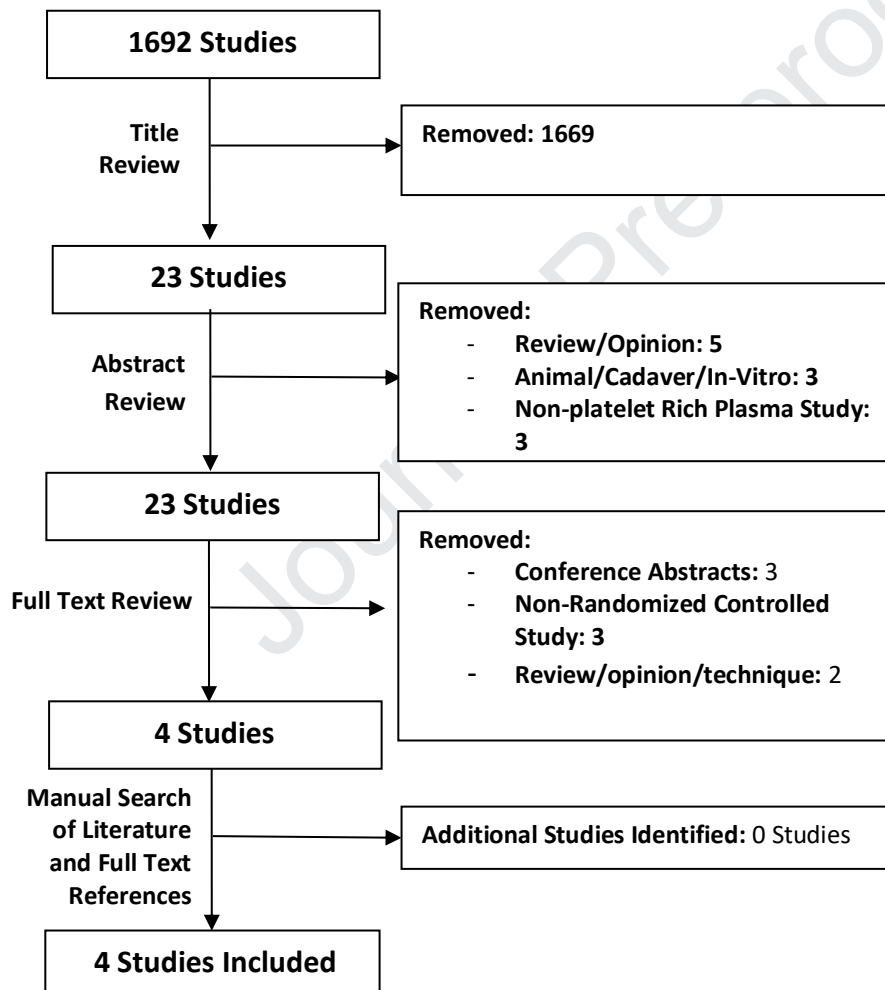 1692 Studies
Title
Review
Removed: 1669
23 Studies
Abstract
Review
Removed:
- Review/Opinion: 5
- Animal/Cadaver/In-Vitro: 3
- Non-platelet Rich Plasma Study:
3
23 Studies
Full Text Review
Removed:
- Conference Abstracts: 3
- Non-Randomized Controlled
Study: 3
- Review/opinion/technique: 2
4 Studies
Manual Search
of Literature
and Full Text
References
Additional Studies Identified: 0 Studies
4 Studies Included